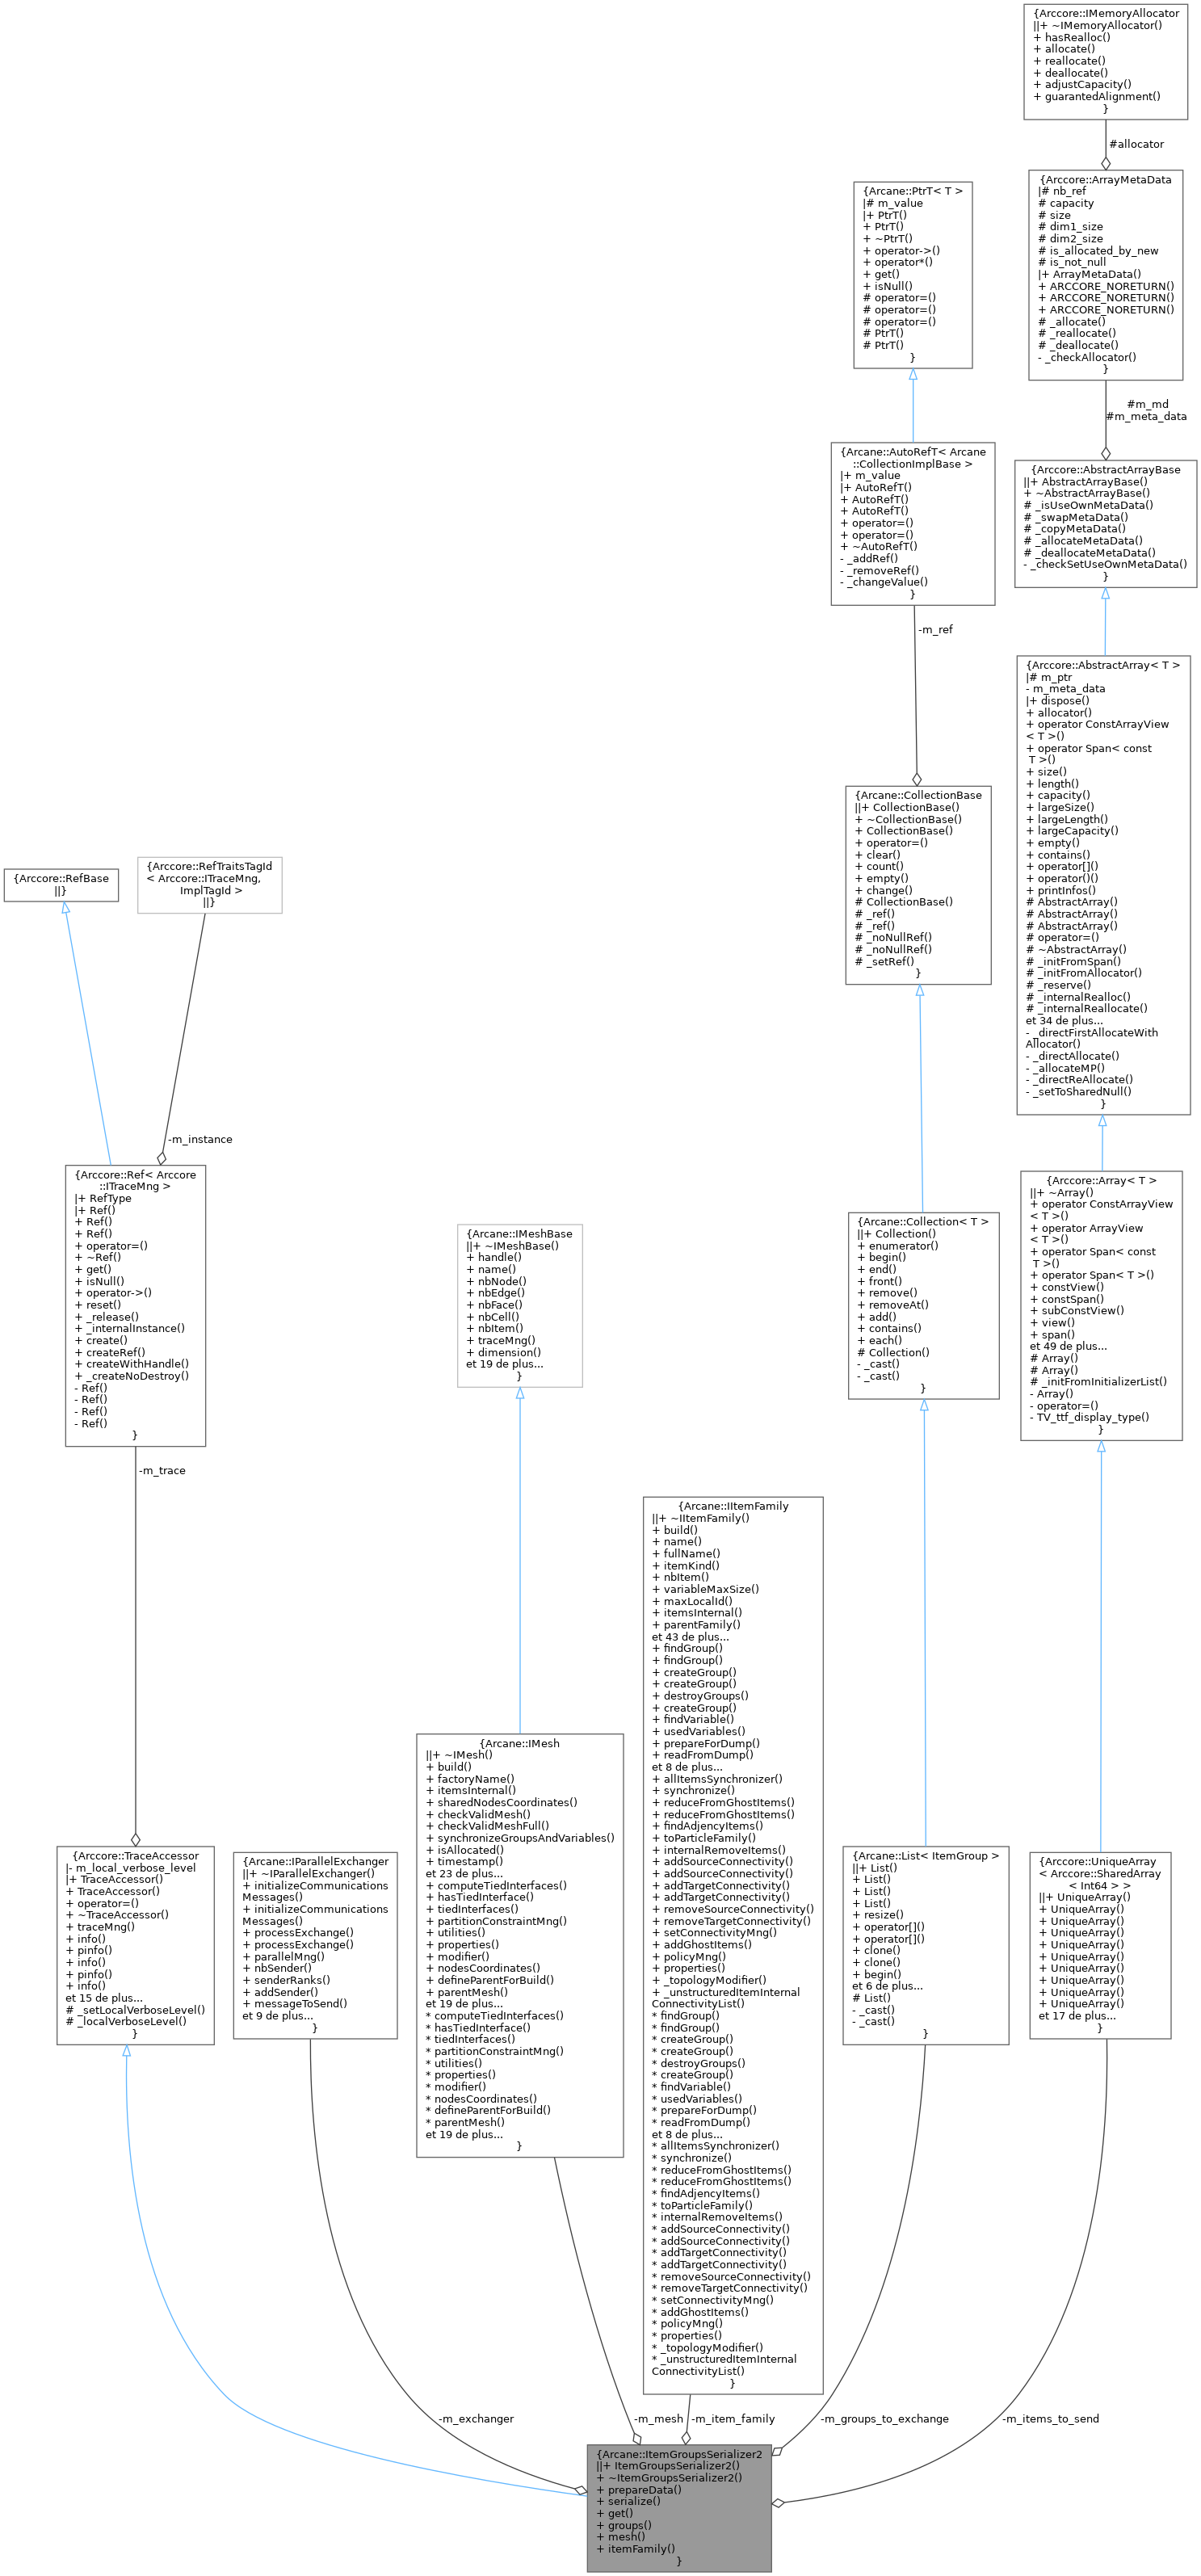 {Arccore::IMemoryAllocator
||+ ~IMemoryAllocator()
+ hasRealloc()
+ allocate()
+ reallocate()
+ deallocate()
+ adjustCapacity()
+ guarantedAlignment()
}
#allocator
{Arccore::ArrayMetaData
|# nb_ref
# capacity
# size
# dim1_size
# dim2_size
# is_allocated_by_new
# is_not_null
|+ ArrayMetaData()
+ ARCCORE_NORETURN()
+ ARCCORE_NORETURN()
+ ARCCORE_NORETURN()
# _allocate()
# _reallocate()
# _deallocate()
- _checkAllocator()
}
{Arcane::PtrT< T >
|# m_value
|+ PtrT()
+ PtrT()
+ ~PtrT()
+ operator->()
+ operator*()
+ get()
+ isNull()
# operator=()
# operator=()
# operator=()
# PtrT()
# PtrT()
}
#m_md
#m_meta_data
{Arcane::AutoRefT< Arcane
::CollectionImplBase >
|+ m_value
|+ AutoRefT()
+ AutoRefT()
+ AutoRefT()
+ operator=()
+ operator=()
+ ~AutoRefT()
- _addRef()
- _removeRef()
- _changeValue()
}
{Arccore::AbstractArrayBase
||+ AbstractArrayBase()
+ ~AbstractArrayBase()
# _isUseOwnMetaData()
# _swapMetaData()
# _copyMetaData()
# _allocateMetaData()
# _deallocateMetaData()
- _checkSetUseOwnMetaData()
}
-m_ref
{Arccore::AbstractArray< T >
|# m_ptr
- m_meta_data
|+ dispose()
+ allocator()
+ operator ConstArrayView
< T >()
+ operator Span< const
T >()
+ size()
+ length()
+ capacity()
+ largeSize()
+ largeLength()
+ largeCapacity()
+ empty()
+ contains()
+ operator[]()
+ operator()()
+ printInfos()
# AbstractArray()
# AbstractArray()
# AbstractArray()
# operator=()
# ~AbstractArray()
# _initFromSpan()
# _initFromAllocator()
# _reserve()
# _internalRealloc()
# _internalReallocate()
et 34 de plus...
- _directFirstAllocateWith
Allocator()
- _directAllocate()
- _allocateMP()
- _directReAllocate()
- _setToSharedNull()
}
{Arcane::CollectionBase
||+ CollectionBase()
+ ~CollectionBase()
+ CollectionBase()
+ operator=()
+ clear()
+ count()
+ empty()
+ change()
# CollectionBase()
# _ref()
# _ref()
# _noNullRef()
# _noNullRef()
# _setRef()
}
{Arccore::RefBase
||}
{Arccore::RefTraitsTagId
< Arccore::ITraceMng,
ImplTagId >
||}
-m_instance
{Arccore::Ref< Arccore
::ITraceMng >
|+ RefType
|+ Ref()
+ Ref()
+ Ref()
+ operator=()
+ ~Ref()
+ get()
+ isNull()
+ operator->()
+ reset()
+ _release()
+ _internalInstance()
+ create()
+ createRef()
+ createWithHandle()
+ _createNoDestroy()
- Ref()
- Ref()
- Ref()
- Ref()
}
{Arcane::IMeshBase
||+ ~IMeshBase()
+ handle()
+ name()
+ nbNode()
+ nbEdge()
+ nbFace()
+ nbCell()
+ nbItem()
+ traceMng()
+ dimension()
et 19 de plus...
}
{Arcane::Collection< T >
||+ Collection()
+ enumerator()
+ begin()
+ end()
+ front()
+ remove()
+ removeAt()
+ add()
+ contains()
+ each()
# Collection()
- _cast()
- _cast()
}
{Arccore::Array< T >
||+ ~Array()
+ operator ConstArrayView
< T >()
+ operator ArrayView
< T >()
+ operator Span< const
T >()
+ operator Span< T >()
+ constView()
+ constSpan()
+ subConstView()
+ view()
+ span()
et 49 de plus...
# Array()
# Array()
# _initFromInitializerList()
- Array()
- operator=()
- TV_ttf_display_type()
}
-m_trace
{Arccore::TraceAccessor
|- m_local_verbose_level
|+ TraceAccessor()
+ TraceAccessor()
+ operator=()
+ ~TraceAccessor()
+ traceMng()
+ info()
+ pinfo()
+ info()
+ pinfo()
+ info()
et 15 de plus...
# _setLocalVerboseLevel()
# _localVerboseLevel()
}
{Arcane::IParallelExchanger
||+ ~IParallelExchanger()
+ initializeCommunications
Messages()
+ initializeCommunications
Messages()
+ processExchange()
+ processExchange()
+ parallelMng()
+ nbSender()
+ senderRanks()
+ addSender()
+ messageToSend()
et 9 de plus...
}
{Arcane::IMesh
||+ ~IMesh()
+ build()
+ factoryName()
+ itemsInternal()
+ sharedNodesCoordinates()
+ checkValidMesh()
+ checkValidMeshFull()
+ synchronizeGroupsAndVariables()
+ isAllocated()
+ timestamp()
et 23 de plus...
+ computeTiedInterfaces()
+ hasTiedInterface()
+ tiedInterfaces()
+ partitionConstraintMng()
+ utilities()
+ properties()
+ modifier()
+ nodesCoordinates()
+ defineParentForBuild()
+ parentMesh()
et 19 de plus...
* computeTiedInterfaces()
* hasTiedInterface()
* tiedInterfaces()
* partitionConstraintMng()
* utilities()
* properties()
* modifier()
* nodesCoordinates()
* defineParentForBuild()
* parentMesh()
et 19 de plus...
}
{Arcane::IItemFamily
||+ ~IItemFamily()
+ build()
+ name()
+ fullName()
+ itemKind()
+ nbItem()
+ variableMaxSize()
+ maxLocalId()
+ itemsInternal()
+ parentFamily()
et 43 de plus...
+ findGroup()
+ findGroup()
+ createGroup()
+ createGroup()
+ destroyGroups()
+ createGroup()
+ findVariable()
+ usedVariables()
+ prepareForDump()
+ readFromDump()
et 8 de plus...
+ allItemsSynchronizer()
+ synchronize()
+ reduceFromGhostItems()
+ reduceFromGhostItems()
+ findAdjencyItems()
+ toParticleFamily()
+ internalRemoveItems()
+ addSourceConnectivity()
+ addSourceConnectivity()
+ addTargetConnectivity()
+ addTargetConnectivity()
+ removeSourceConnectivity()
+ removeTargetConnectivity()
+ setConnectivityMng()
+ addGhostItems()
+ policyMng()
+ properties()
+ _topologyModifier()
+ _unstructuredItemInternal
ConnectivityList()
* findGroup()
* findGroup()
* createGroup()
* createGroup()
* destroyGroups()
* createGroup()
* findVariable()
* usedVariables()
* prepareForDump()
* readFromDump()
et 8 de plus...
* allItemsSynchronizer()
* synchronize()
* reduceFromGhostItems()
* reduceFromGhostItems()
* findAdjencyItems()
* toParticleFamily()
* internalRemoveItems()
* addSourceConnectivity()
* addSourceConnectivity()
* addTargetConnectivity()
* addTargetConnectivity()
* removeSourceConnectivity()
* removeTargetConnectivity()
* setConnectivityMng()
* addGhostItems()
* policyMng()
* properties()
* _topologyModifier()
* _unstructuredItemInternal
ConnectivityList()
}
{Arcane::List< ItemGroup >
||+ List()
+ List()
+ List()
+ List()
+ resize()
+ operator[]()
+ operator[]()
+ clone()
+ clone()
+ begin()
et 6 de plus...
# List()
- _cast()
- _cast()
}
{Arccore::UniqueArray
< Arccore::SharedArray
< Int64 > >
||+ UniqueArray()
+ UniqueArray()
+ UniqueArray()
+ UniqueArray()
+ UniqueArray()
+ UniqueArray()
+ UniqueArray()
+ UniqueArray()
+ UniqueArray()
+ UniqueArray()
et 17 de plus...
}
-m_exchanger
-m_mesh
-m_item_family
-m_groups_to_exchange
-m_items_to_send
{Arcane::ItemGroupsSerializer2
||+ ItemGroupsSerializer2()
+ ~ItemGroupsSerializer2()
+ prepareData()
+ serialize()
+ get()
+ groups()
+ mesh()
+ itemFamily()
}